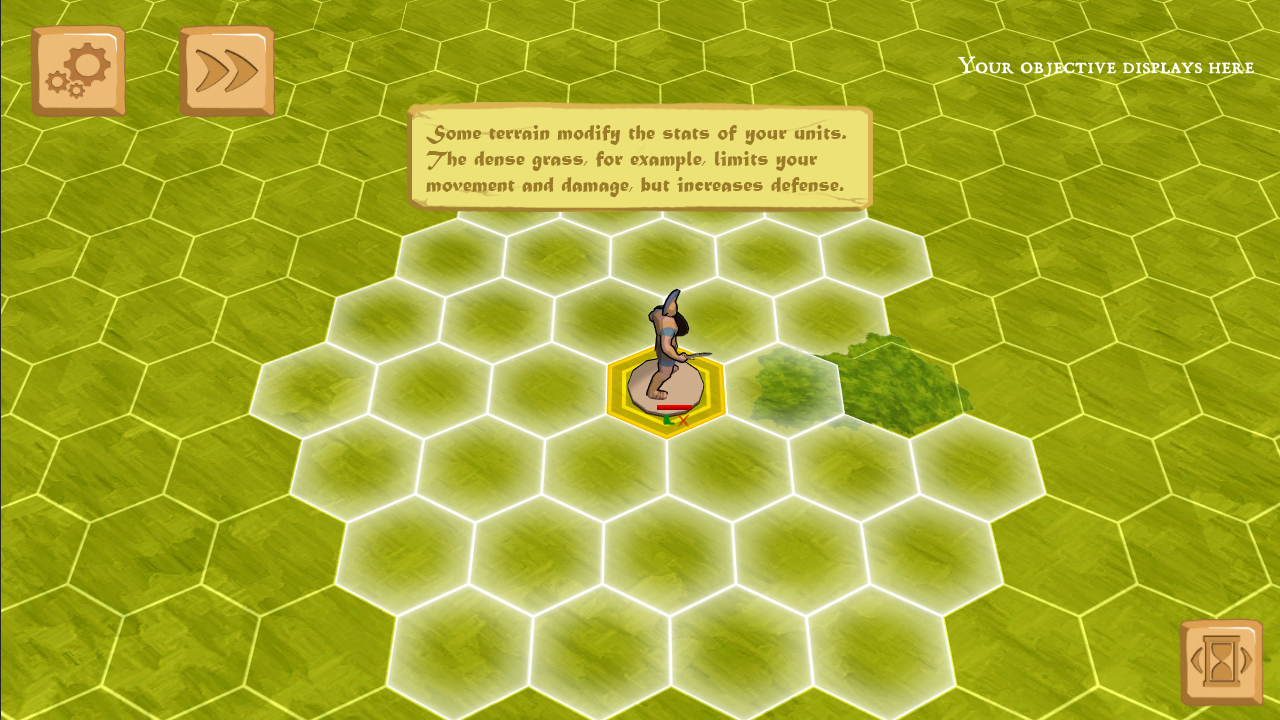 Your objective displays here
Some terrain modify the stats of your units.
The dense grass, for example, limits your
movement and damage, but increases defense.